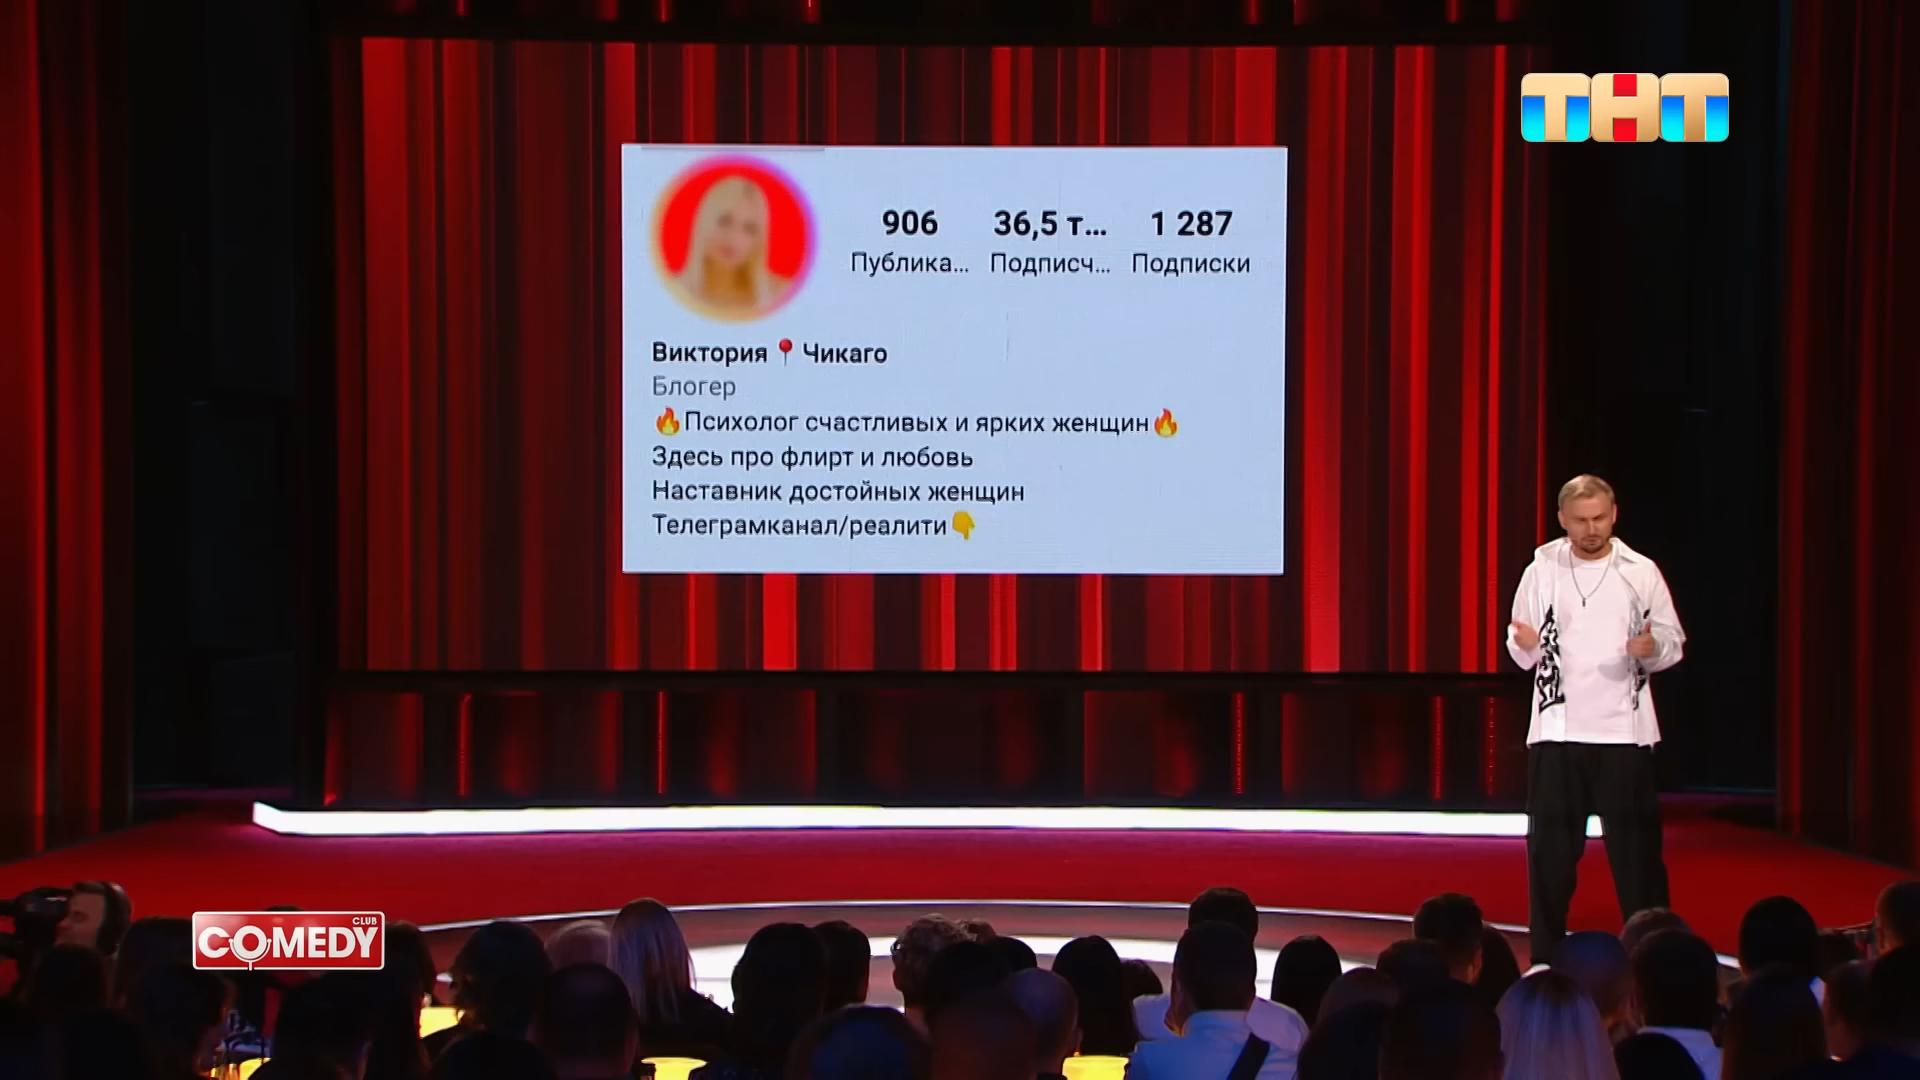 ТНТ
906 36,5 т... 1 287
Публика... Подписч... Подписки
Виктория📍Чикаго
Блогер
🔥Психолог счастливых и ярких женщин🔥
Здесь про флирт и любовь
Наставник достойных женщин
Телеграмканал/реалити👇
CLUB
COMEDY